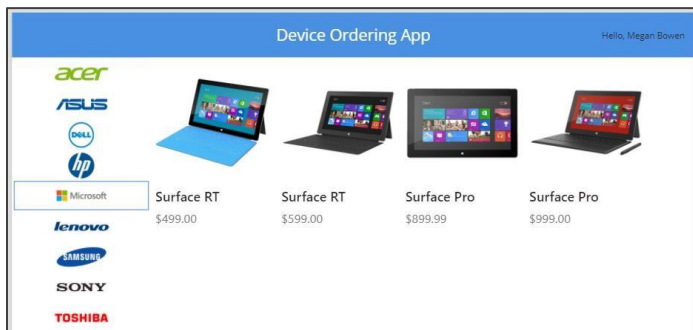 Device Ordering App
Hello, Megan Bowen
acer
ASUS
DELL
hp
Microsoft
lenovo
SAMSUNG
SONY
TOSHIBA
Surface RT
$499.00
Surface RT
$599.00
Surface Pro
$899.99
Surface Pro
$999.00